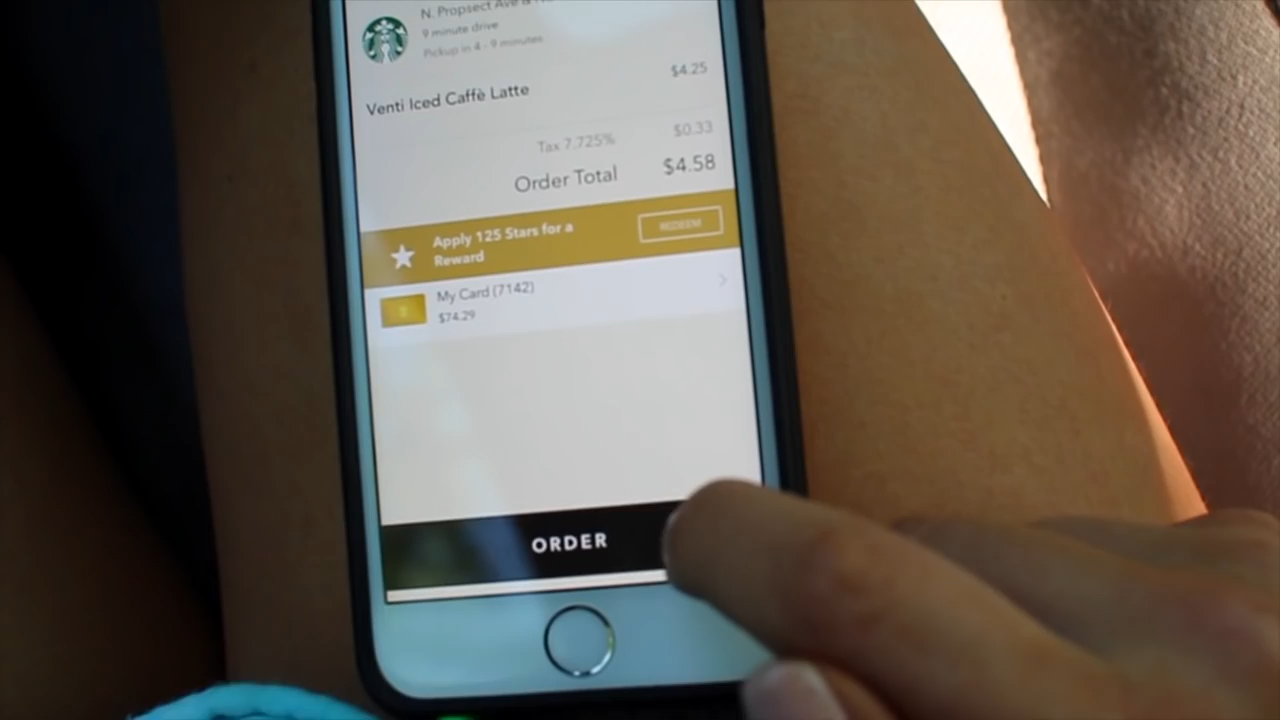 N. Propsect Ave &
9 minute drive
Pickup in 4 - 9 minutes
$4.25
Venti Iced Caffè Latte
Tax 7.725% $0.33
Order Total $4.58
Apply 125 Stars for a
Reward
REDEEM
My Card (7142)
$74.29
ORDER